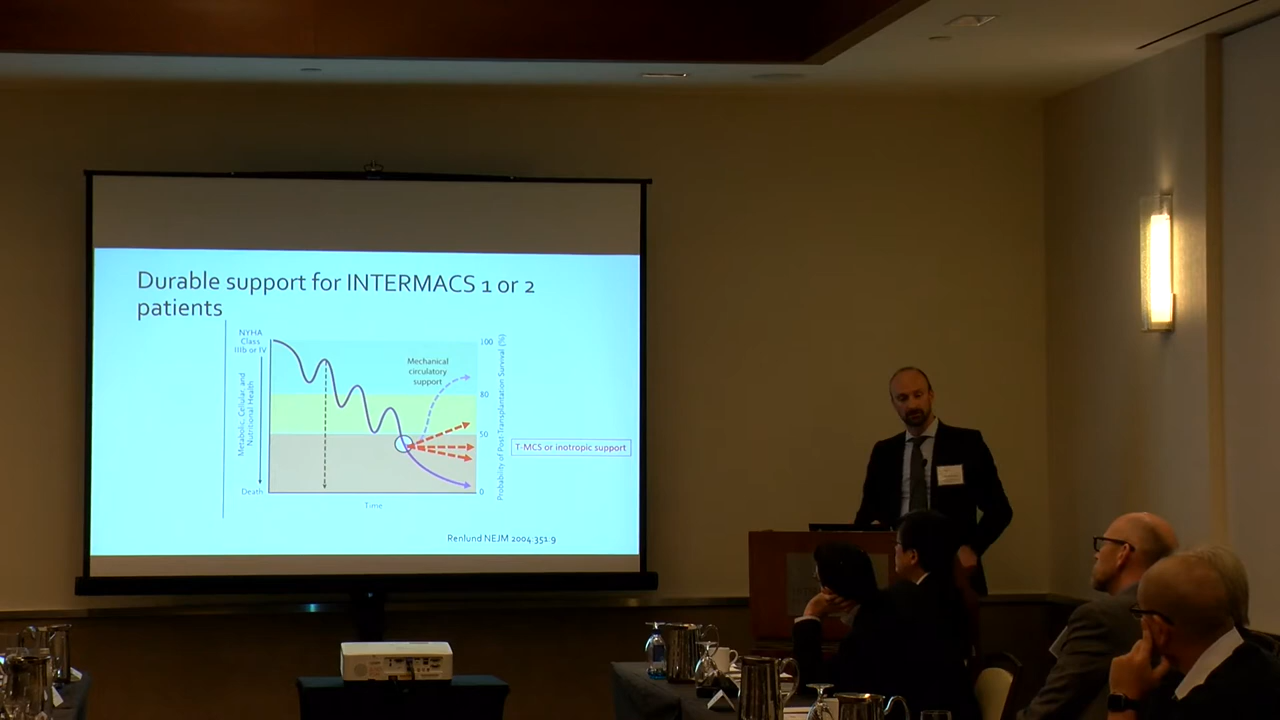 Durable support for INTERMACS 1 or 2
patients
NYHA
Class
IIIb or IV
Metabolic, Cellular, and
Nutritional Health
Death
Mechanical
circulatory
support
100
80
50
0
Probability of Post-Transplantation Survival (%)
T-MCS or inotropic support
Time
Renlund NEJM 2004 351.9